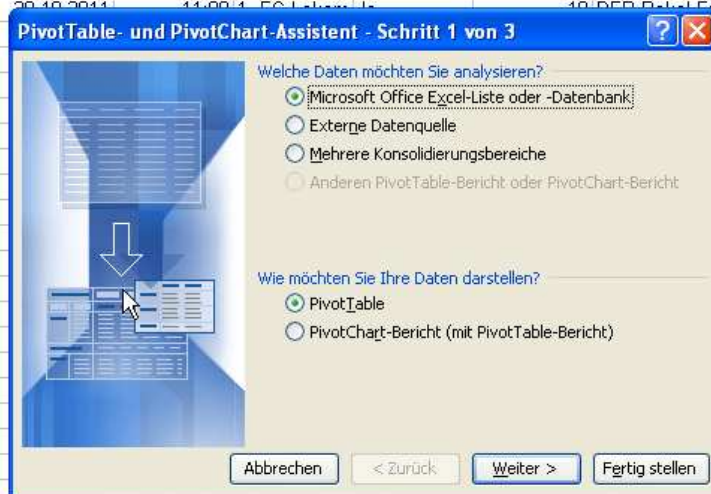 PivotTable- und PivotChart-Assistent - Schritt 1 von 3
Welche Daten möchten Sie analysieren?
Microsoft Office Excel-Liste oder -Datenbank
Externe Datenquelle
Mehrere Konsolidierungsbereiche
Anderen PivotTable-Bericht oder PivotChart-Bericht
Wie möchten Sie Ihre Daten darstellen?
PivotTable
PivotChart-Bericht (mit PivotTable-Bericht)
Abbrechen < Zurück Weiter > Fertig stellen